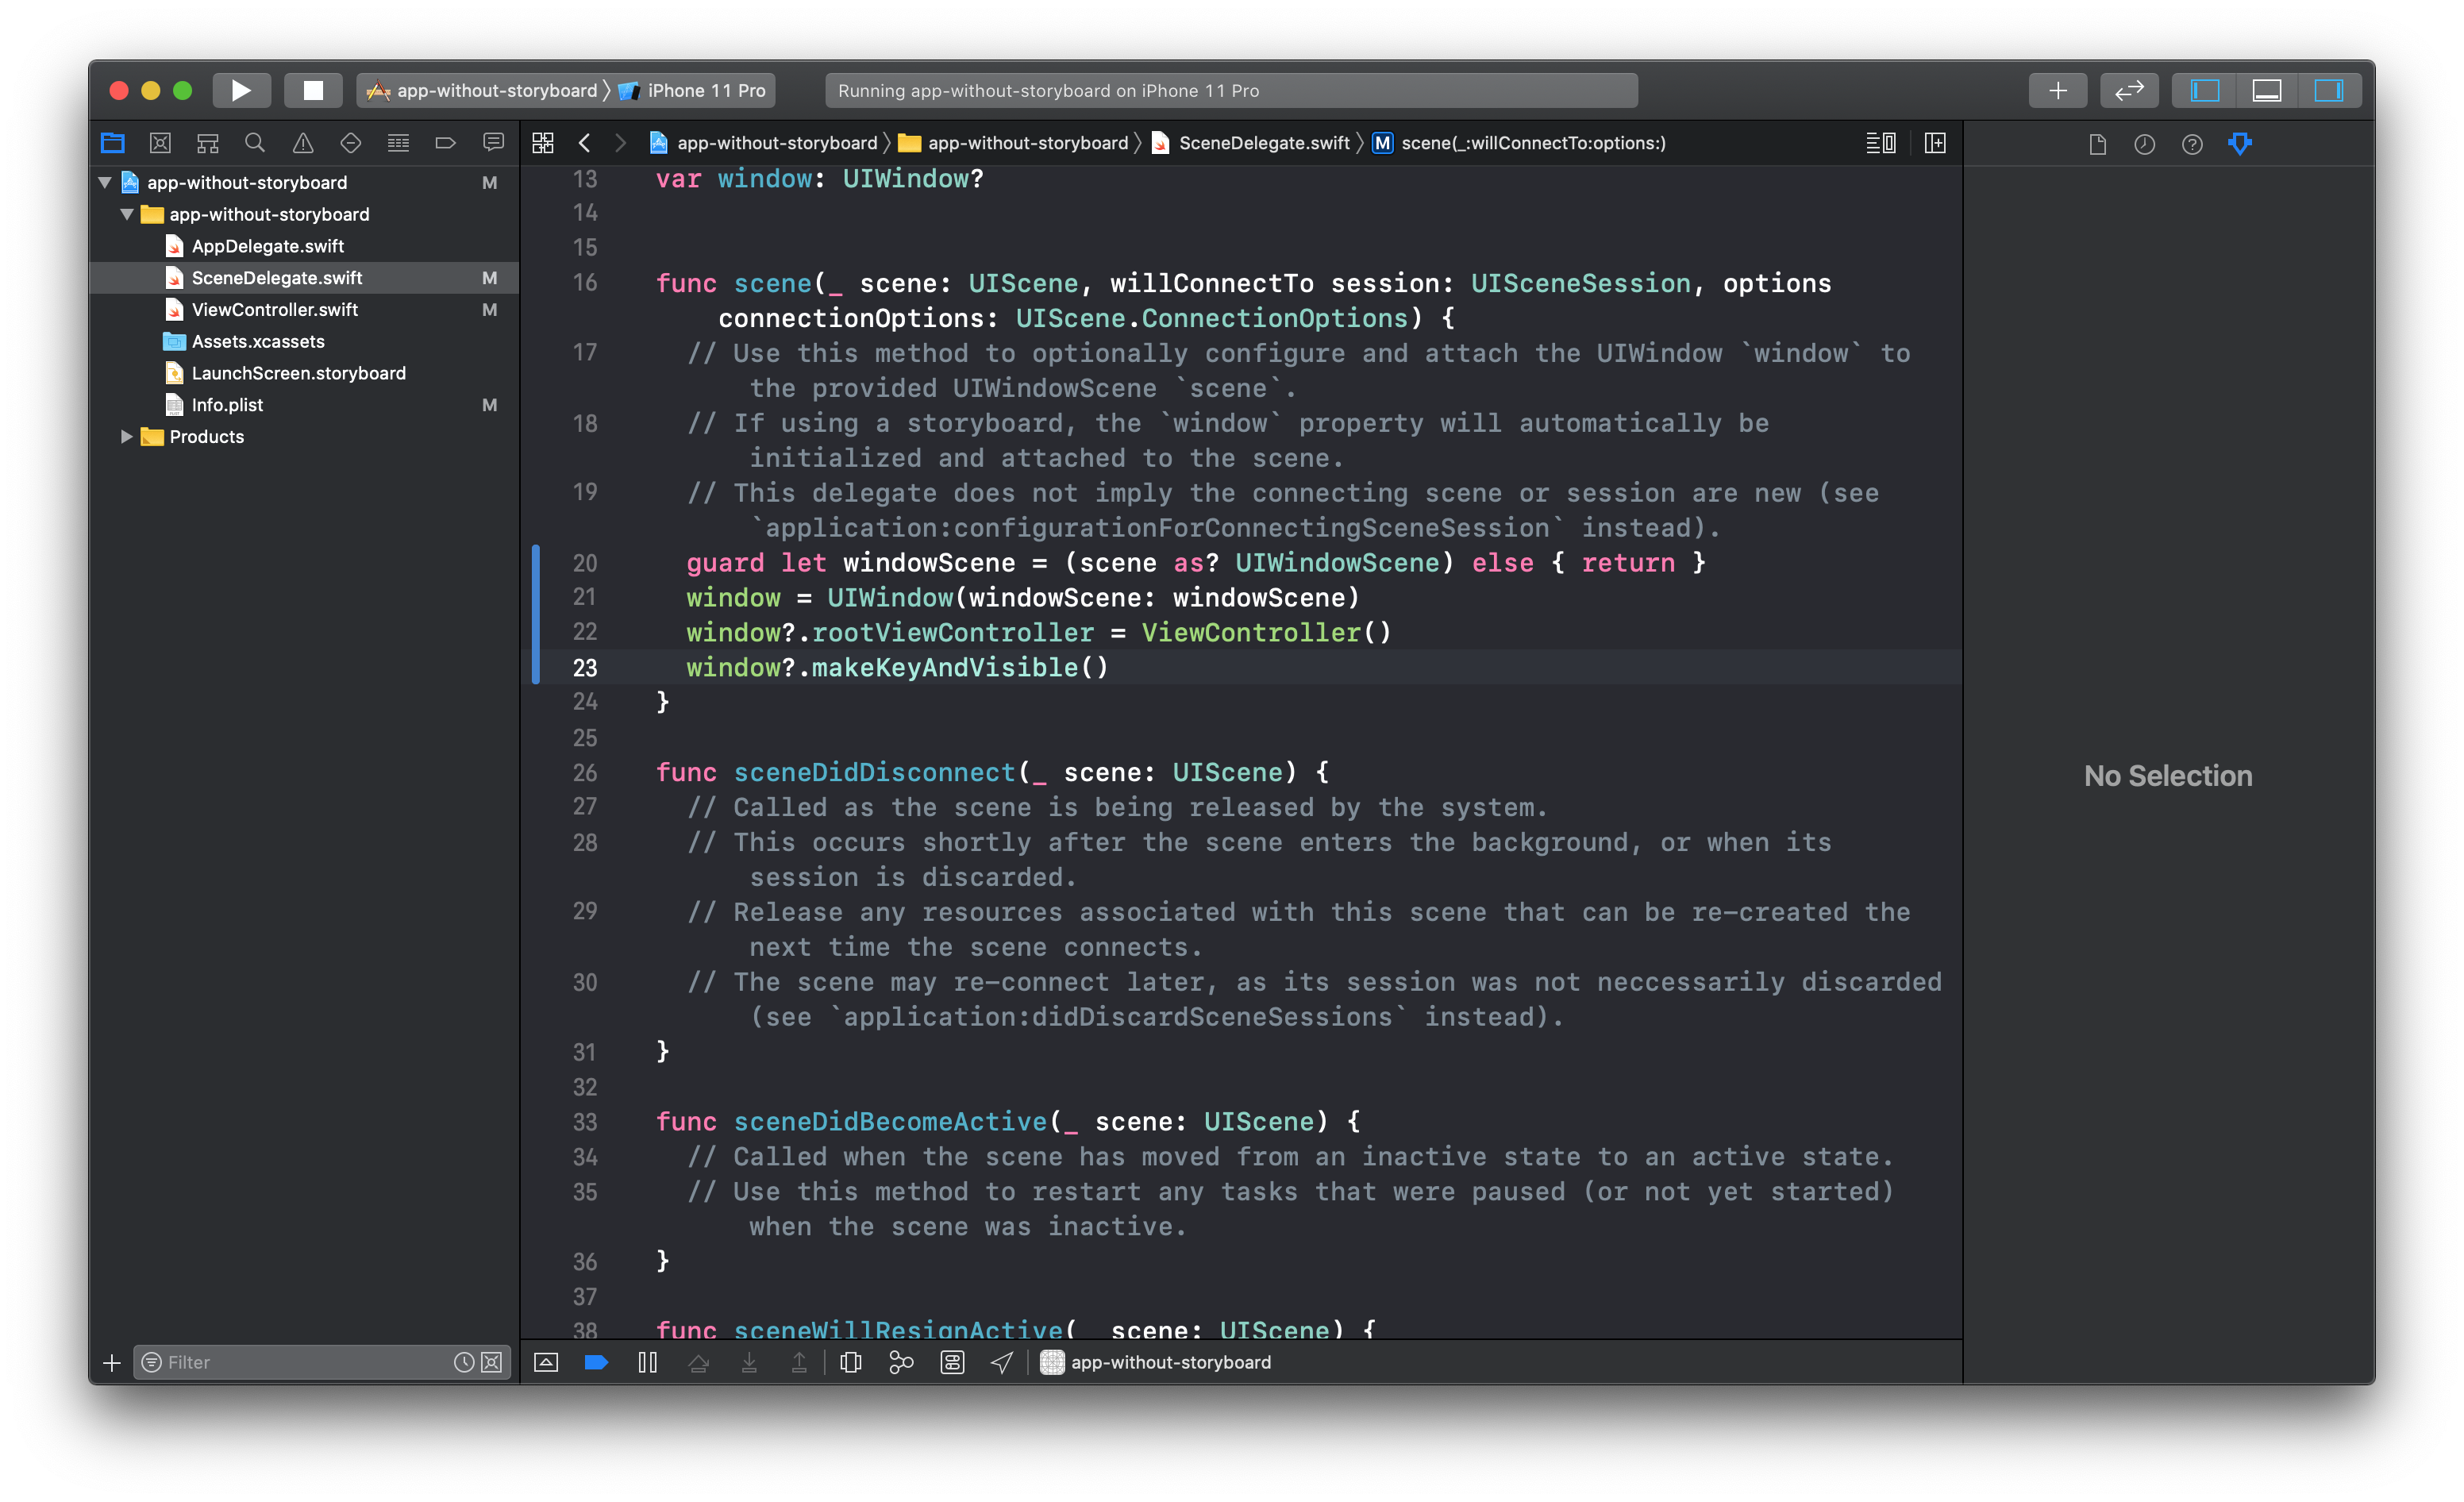 app-without-storyboard iPhone 11 Pro
Running app-without-storyboard on iPhone 11 Pro
app-without-storyboard M
app-without-storyboard
AppDelegate.swift
SceneDelegate.swift M
ViewController.swift M
Assets.xcassets
LaunchScreen.storyboard
Info.plist M
Products
Filter
app-without-storyboard app-without-storyboard SceneDelegate.swift M scene(_:willConnectTo:options:)
13 var window: UIWindow?
14
15
16 func scene(_ scene: UIScene, willConnectTo session: UISceneSession, options
connectionOptions: UIScene.ConnectionOptions) {
17 // Use this method to optionally configure and attach the UIWindow `window` to
the provided UIWindowScene `scene`.
18 // If using a storyboard, the `window` property will automatically be
initialized and attached to the scene.
19 // This delegate does not imply the connecting scene or session are new (see
`application:configurationForConnectingSceneSession` instead).
20 guard let windowScene = (scene as? UIWindowScene) else { return }
21 window = UIWindow(windowScene: windowScene)
22 window?.rootViewController = ViewController()
23 window?.makeKeyAndVisible()
24 }
25
26 func sceneDidDisconnect(_ scene: UIScene) {
27 // Called as the scene is being released by the system.
28 // This occurs shortly after the scene enters the background, or when its
session is discarded.
29 // Release any resources associated with this scene that can be re-created the
next time the scene connects.
30 // The scene may re-connect later, as its session was not neccessarily discarded
(see `application:didDiscardSceneSessions` instead).
31 }
32
33 func sceneDidBecomeActive(_ scene: UIScene) {
34 // Called when the scene has moved from an inactive state to an active state.
35 // Use this method to restart any tasks that were paused (or not yet started)
when the scene was inactive.
36 }
37
38 func sceneWillResignActive(_ scene: UIScene) {
app-without-storyboard
No Selection